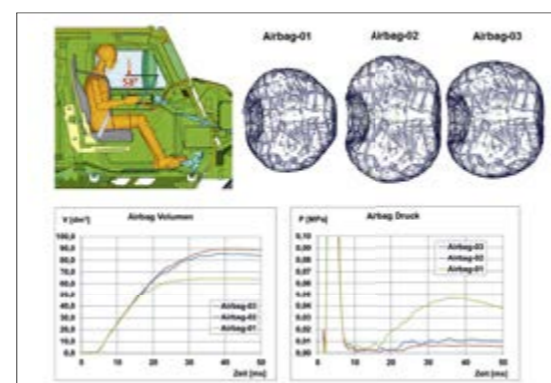 Airbag-01 Airbag-02 Airbag-03
58°
V [dm³] Airbag Volumen
100,0
90,0
80,0
70,0
60,0
50,0
40,0
30,0
20,0
10,0
0,0
Airbag-03
Airbag-02
Airbag-01
0 10 20 30 40 50
Zeit [ms]
P [MPa] Airbag Druck
0,10
0,09
0,08
0,07
0,06
0,05
0,04
0,03
0,02
0,01
0,00
Airbag-03
Airbag-02
Airbag-01
0 10 20 30 40 50
Zeit [ms]